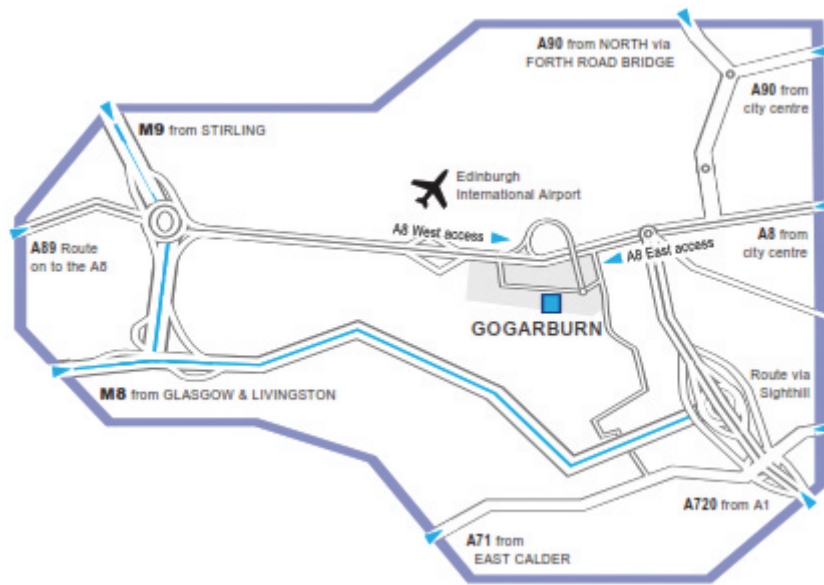 A90 from NORTH via
FORTH ROAD BRIDGE
A90 from
city centre
M9 from STIRLING
Edinburgh
International Airport
A8 West access
A8 East access
A8 from
city centre
A89 Route
on to the A8
GOGARBURN
Route via
Sighthill
M8 from GLASGOW & LIVINGSTON
A720 from A1
A71 from
EAST CALDER